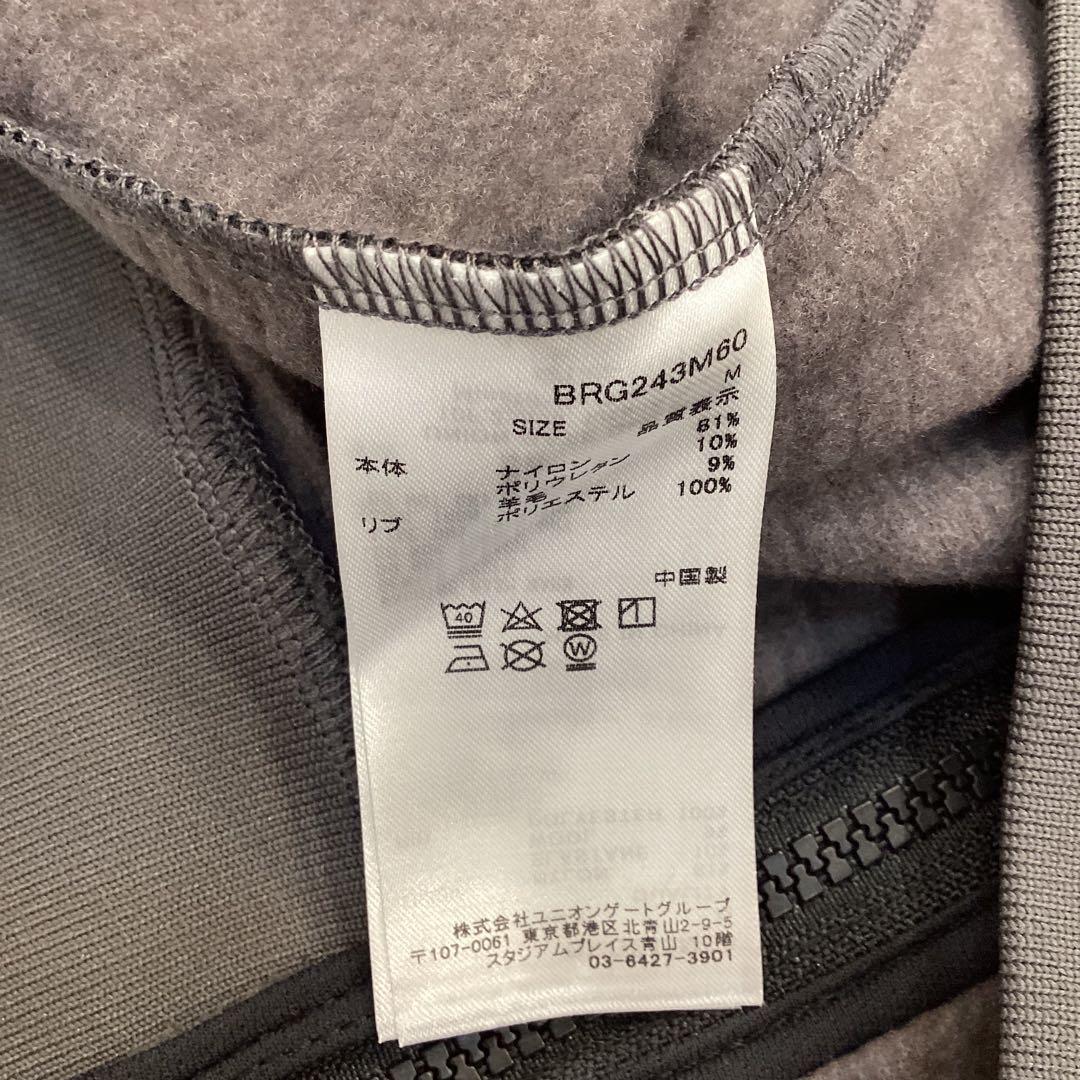 BRG243M60
SIZE M
品質表示
本体 ナイロン 81%
ポリウレタン 10%
羊毛 9%
リブ ポリエステル 100%
中国製
40
W
株式会社ユニオンゲートグループ
〒107-0061 東京都港区北青山2-9-5
スタジアムプレイス青山 10階
03-6427-3901